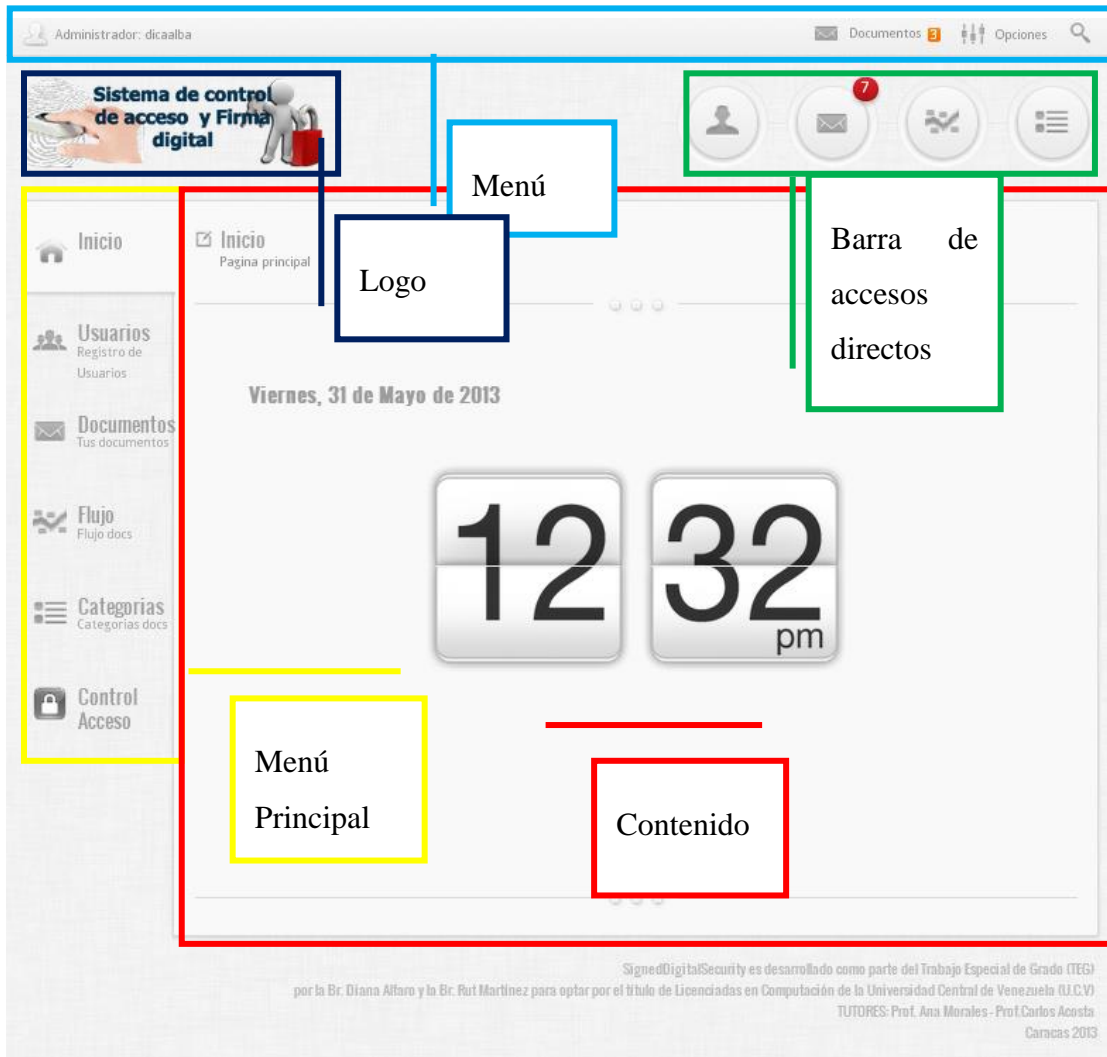 Administrador: dicaalba
Documentos 3
Opciones
Sistema de control
de acceso y Firma
digital
7
Menú
Logo
Barra de
accesos
directos
Inicio
Inicio
Pagina principal
Usuarios
Registro de
Usuarios
Documentos
Tus documentos
Flujo
Flujo docs
Categorías
Categorías docs
Control
Acceso
Viernes, 31 de Mayo de 2013
12 32
pm
Menú
Principal
Contenido
SignedDigitalSecurity es desarrollado como parte del Trabajo Especial de Grado (TEG)
por la Br. Diana Alfaro y la Br. Rut Martínez para optar por el título de Licenciadas en Computación de la Universidad Central de Venezuela (U.C.V)
TUTORES: Prof. Ana Morales - Prof.Carlos Acosta
Caracas 2013